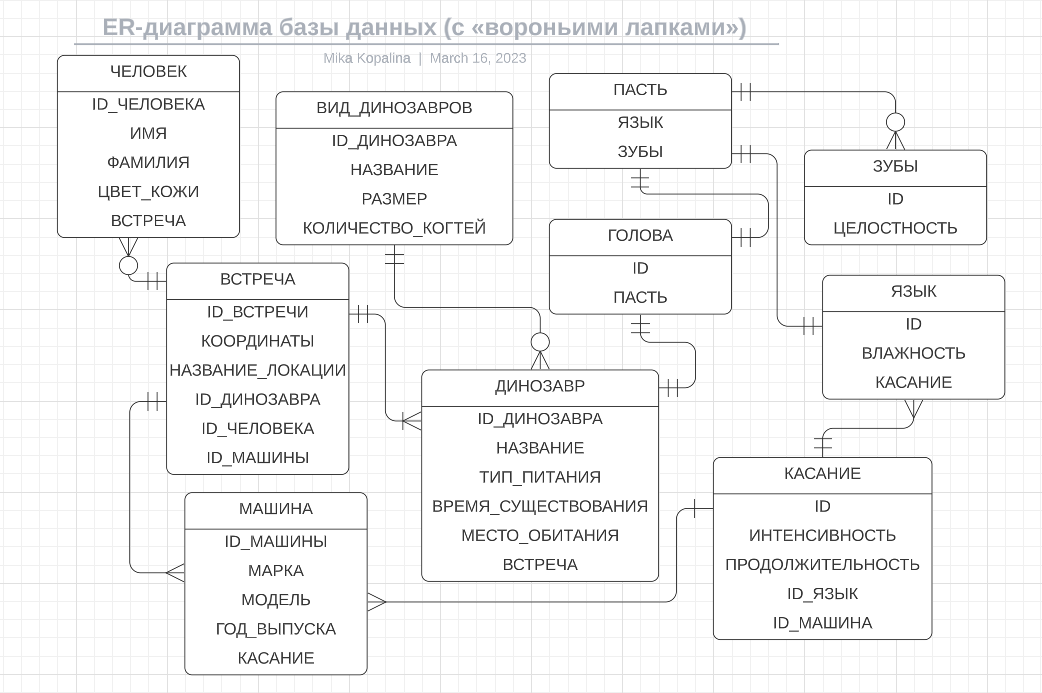 ER-диаграмма базы данных (с «вороньими лапками»)
Mika Kopalina | March 16, 2023
ЧЕЛОВЕК
ID_ЧЕЛОВЕКА
ИМЯ
ФАМИЛИЯ
ЦВЕТ_КОЖИ
ВСТРЕЧА
ВИД_ДИНОЗАВРОВ
ID_ДИНОЗАВРА
НАЗВАНИЕ
РАЗМЕР
КОЛИЧЕСТВО_КОГТЕЙ
ПАСТЬ
ЯЗЫК
ЗУБЫ
ЗУБЫ
ID
ЦЕЛОСТНОСТЬ
ГОЛОВА
ID
ПАСТЬ
ВСТРЕЧА
ID_ВСТРЕЧИ
КООРДИНАТЫ
НАЗВАНИЕ_ЛОКАЦИИ
ID_ДИНОЗАВРА
ID_ЧЕЛОВЕКА
ID_МАШИНЫ
ЯЗЫК
ID
ВЛАЖНОСТЬ
КАСАНИЕ
ДИНОЗАВР
ID_ДИНОЗАВРА
НАЗВАНИЕ
ТИП_ПИТАНИЯ
ВРЕМЯ_СУЩЕСТВОВАНИЯ
МЕСТО_ОБИТАНИЯ
ВСТРЕЧА
КАСАНИЕ
ID
ИНТЕНСИВНОСТЬ
ПРОДОЛЖИТЕЛЬНОСТЬ
ID_ЯЗЫК
ID_МАШИНА
МАШИНА
ID_МАШИНЫ
МАРКА
МОДЕЛЬ
ГОД_ВЫПУСКА
КАСАНИЕ